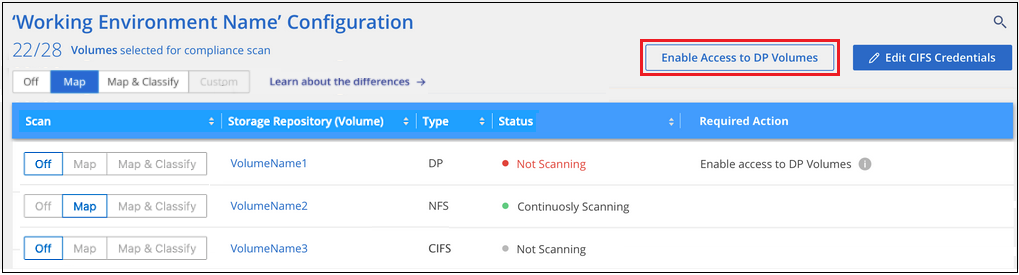 ‘Working Environment Name’ Configuration
22/28 Volumes selected for compliance scan
Enable Access to DP Volumes
Edit CIFS Credentials
Off Map Map & Classify Custom Learn about the differences →
Scan Storage Repository (Volume) Type Status Required Action
Off Map Map & Classify VolumeName1 DP Not Scanning Enable access to DP Volumes i
Off Map Map & Classify VolumeName2 NFS Continuosly Scanning
Off Map Map & Classify VolumeName3 CIFS Not Scanning